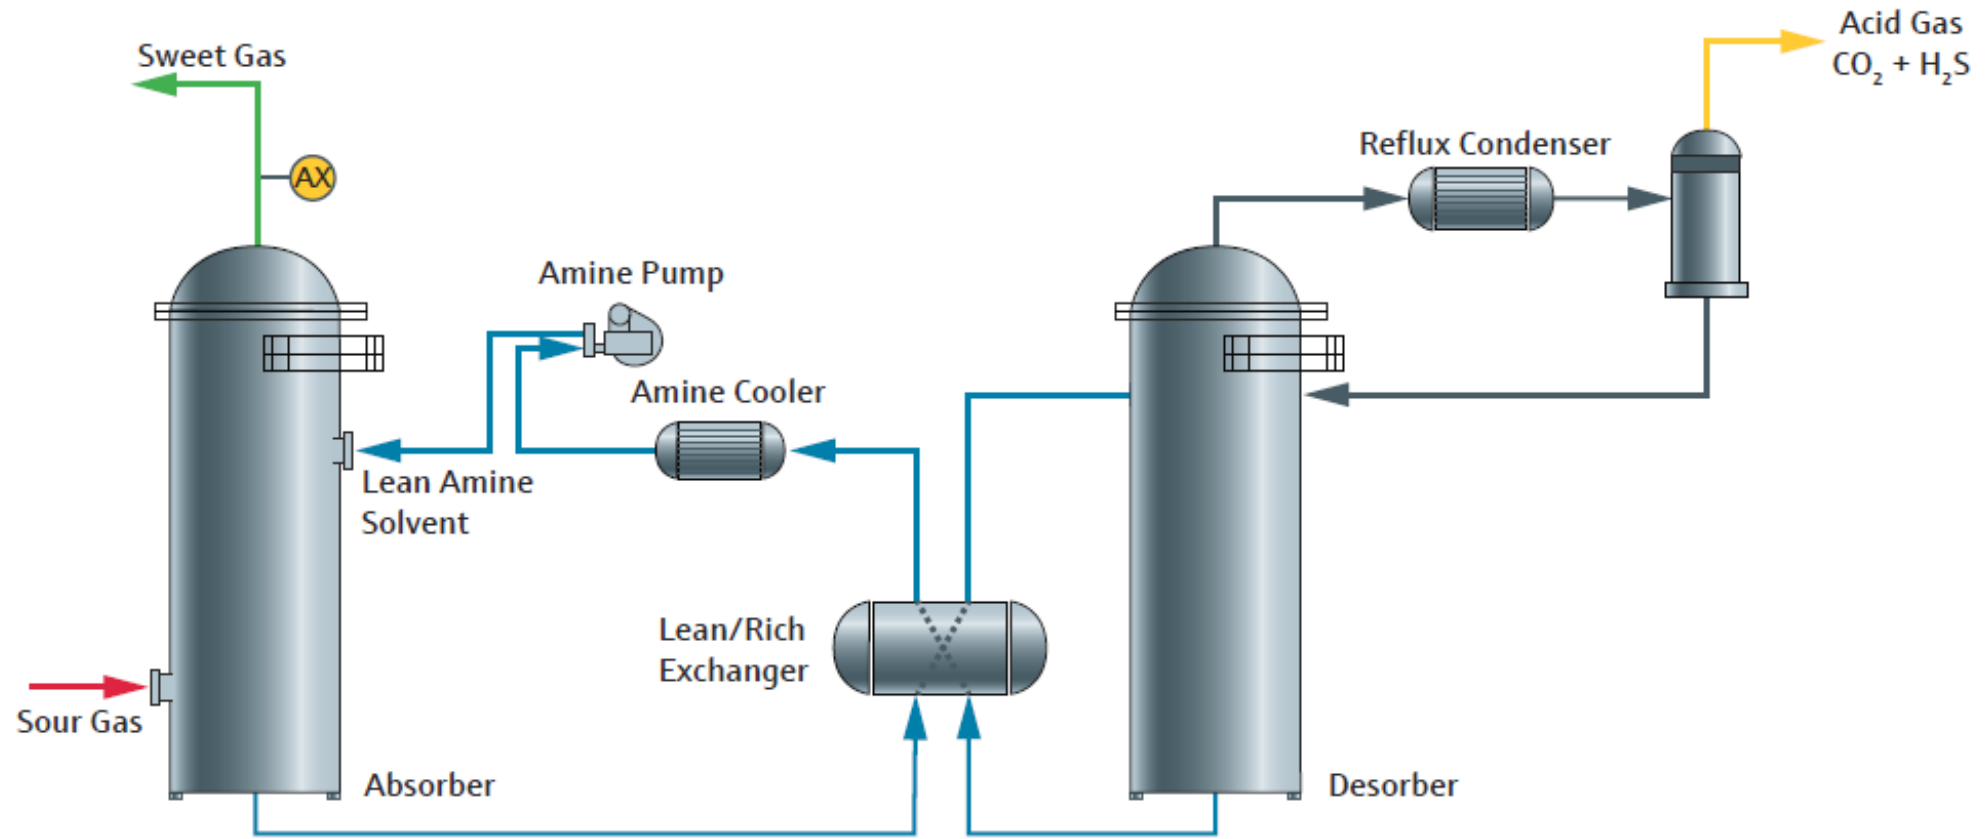 Sweet Gas
AX
Acid Gas
CO₂ + H₂S
Reflux Condenser
Amine Pump
Amine Cooler
Lean Amine
Solvent
Lean/Rich
Exchanger
Sour Gas
Absorber
Desorber